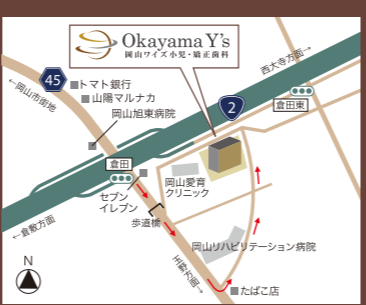 Okayama Y's
岡山ワイズ小児・矯正歯科
西大寺方面→
45
トマト銀行
山陽マルナカ
←岡山市街地
岡山旭東病院
2
倉田東
倉田
岡山愛育
クリニック
セブン
イレブン
歩道橋
←倉敷方面
岡山リハビリテーション病院
玉野方面→
N
たばこ店